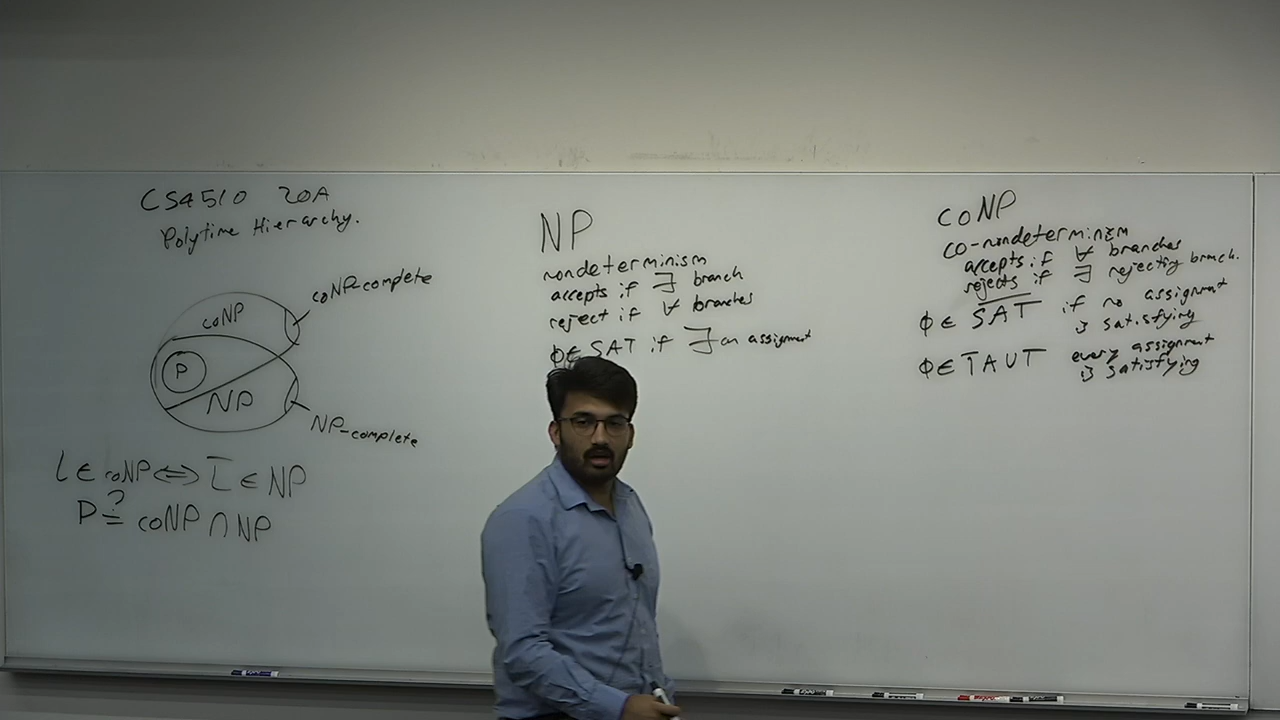 CS4510 20A
Polytime Hierarchy.
coNP-complete
coNP
P
NP
NP-complete
L ∈ coNP ⟺ L̅ ∈ NP
P ≟ coNP ∩ NP
NP
nondeterminism
accepts if ∃ branch
reject if ∀ branches
ϕ ∈ SAT if ∃ an assignment
coNP
co-nondeterminism
accepts if ∀ branches
rejects if ∃ rejecting branch.
ϕ ∈ S̅A̅T̅ if no assignment
is satisfying
ϕ ∈ TAUT every assignment
is satisfying